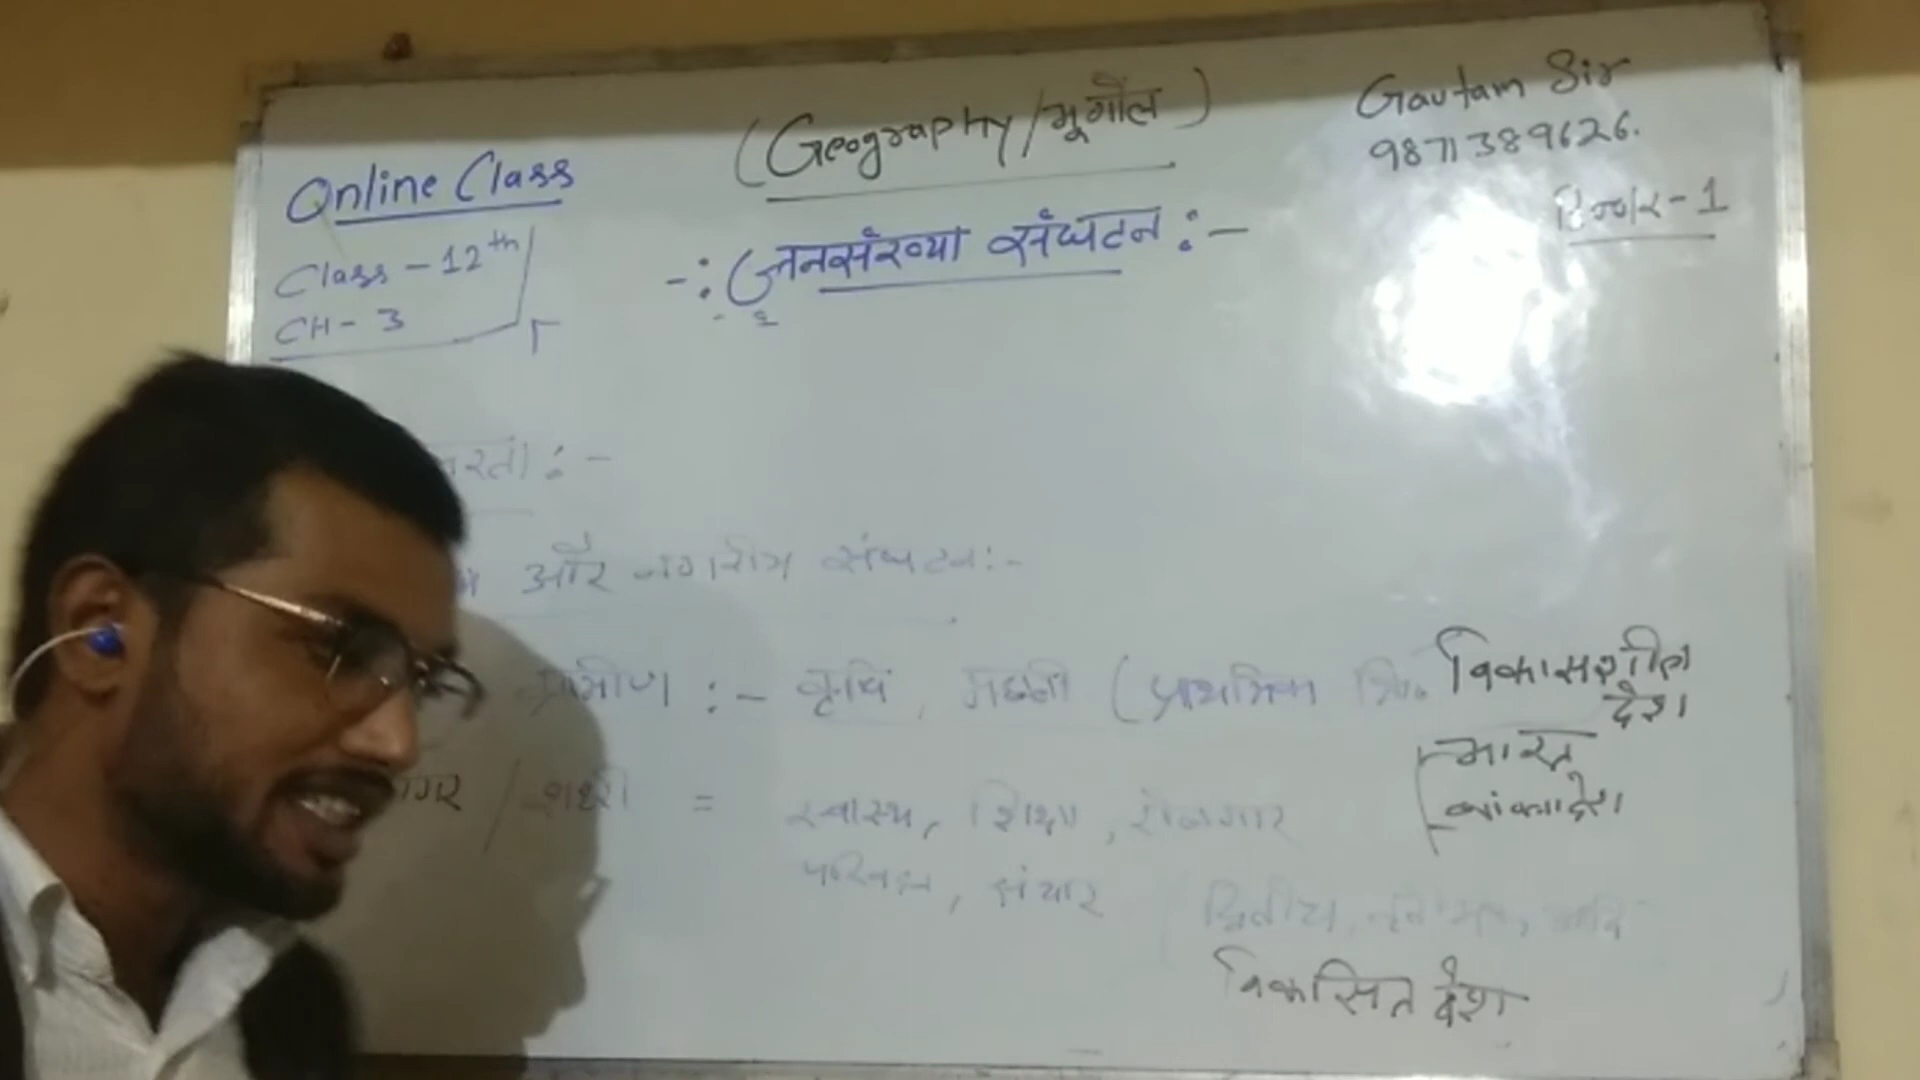 (Geography/भूगोल)
Gautam Sir
9871389626.
Online Class
Class - 12th
CH - 3
-: जनसंख्या संघटन :-
- 1
और नगरीय संघटन:-
ग्रामीण :- कृषि, मछली (प्राथमिक
विकासशील
देश
भारत
बांग्लादेश
नगर / शहरी = स्वास्थ, शिक्षा, रोजगार
परिवहन, संचार
विकसित देश